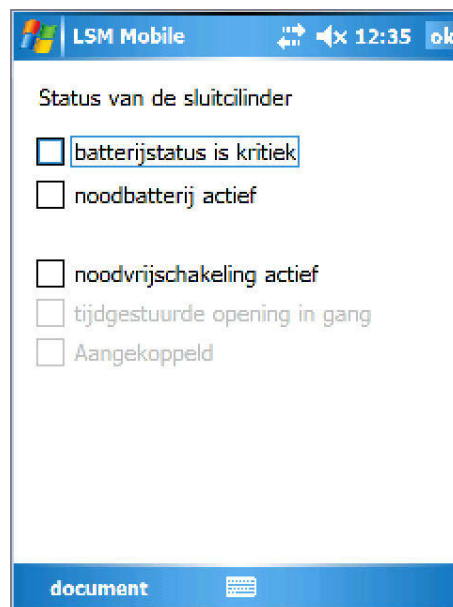 LSM Mobile 12:35 ok
Status van de sluitcilinder
batterijstatus is kritiek
noodbatterij actief
noodvrijschakeling actief
tijdgestuurde opening in gang
Aangekoppeld
document